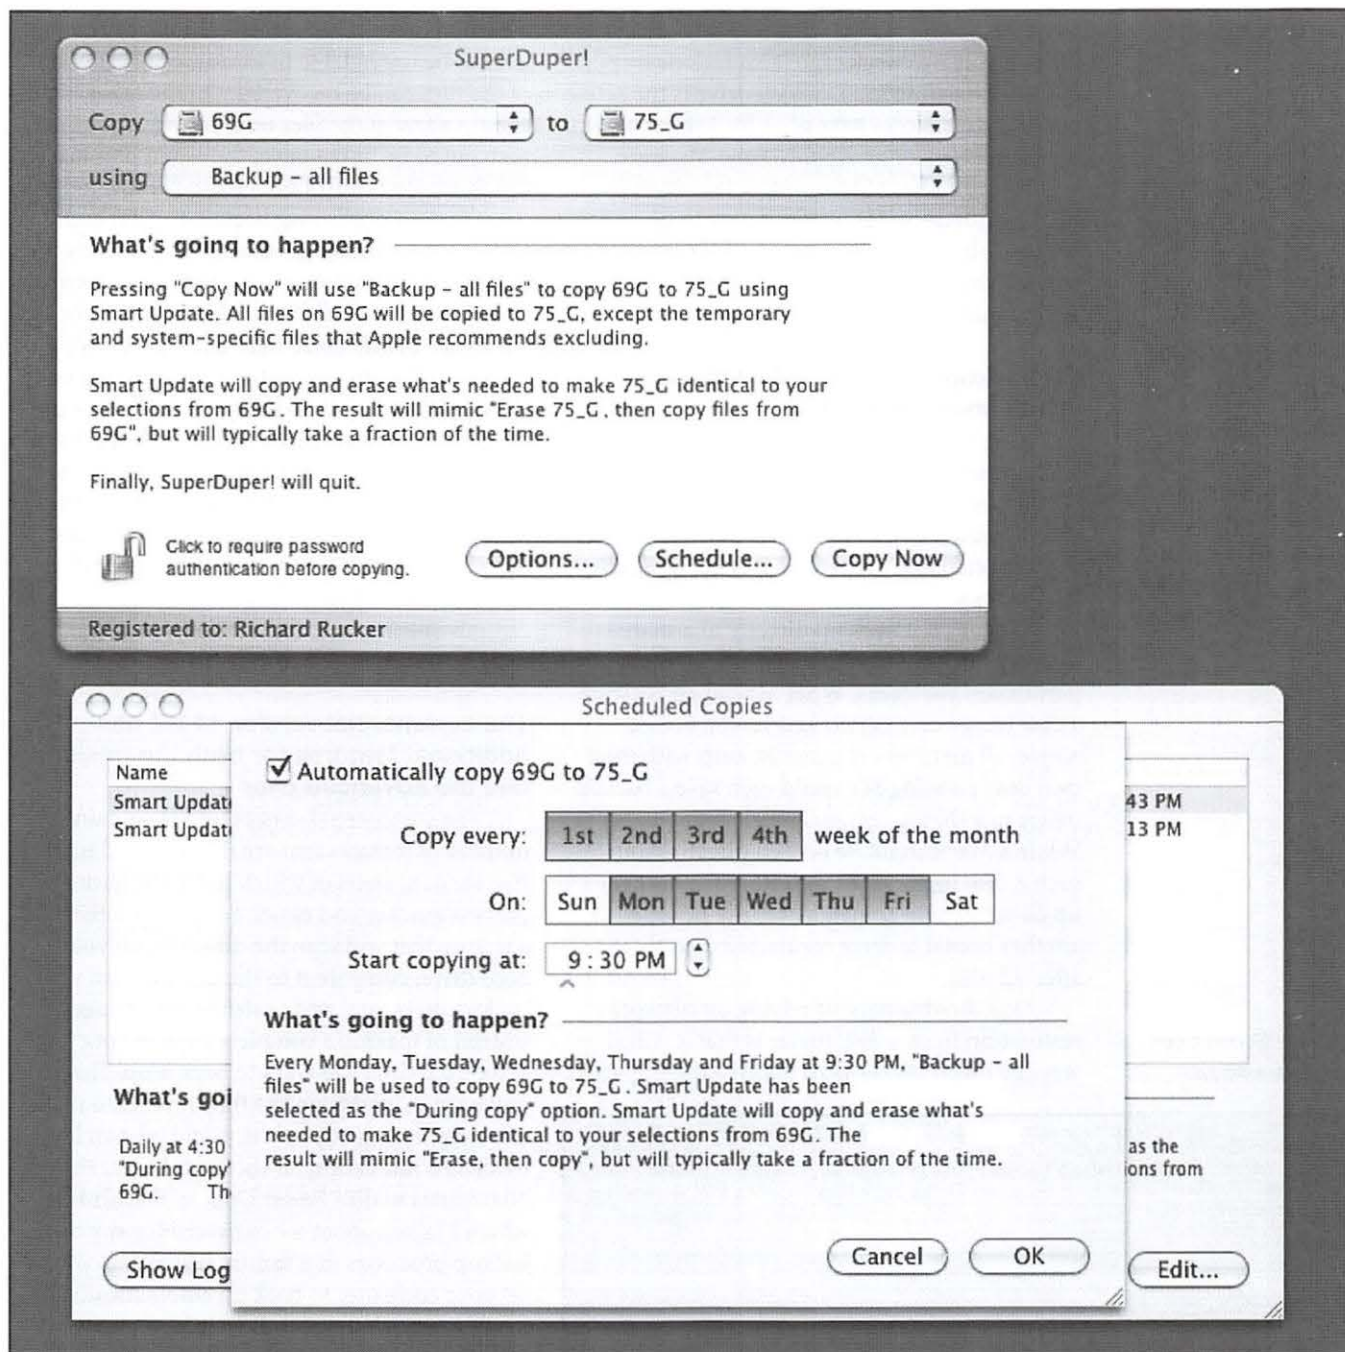 SuperDuper!
Copy 69G to 75_G
using Backup – all files
What's going to happen?
Pressing "Copy Now" will use "Backup – all files" to copy 69G to 75_G using
Smart Update. All files on 69G will be copied to 75_G, except the temporary
and system-specific files that Apple recommends excluding.
Smart Update will copy and erase what's needed to make 75_G identical to your
selections from 69G. The result will mimic "Erase 75_G, then copy files from
69G", but will typically take a fraction of the time.
Finally, SuperDuper! will quit.
Click to require password
authentication before copying.
Options... Schedule... Copy Now
Registered to: Richard Rucker
Scheduled Copies
Name
Smart Updat 43 PM
Smart Updat 13 PM
Automatically copy 69G to 75_G
Copy every: 1st 2nd 3rd 4th week of the month
On: Sun Mon Tue Wed Thu Fri Sat
Start copying at: 9:30 PM
What's going to happen?
Every Monday, Tuesday, Wednesday, Thursday and Friday at 9:30 PM, "Backup – all
files" will be used to copy 69G to 75_G. Smart Update has been
selected as the "During copy" option. Smart Update will copy and erase what's
needed to make 75_G identical to your selections from 69G. The
result will mimic "Erase, then copy", but will typically take a fraction of the time.
Cancel OK
What's goi
Daily at 4:30 as the
"During copy" ions from
69G. Th
Show Log Edit...